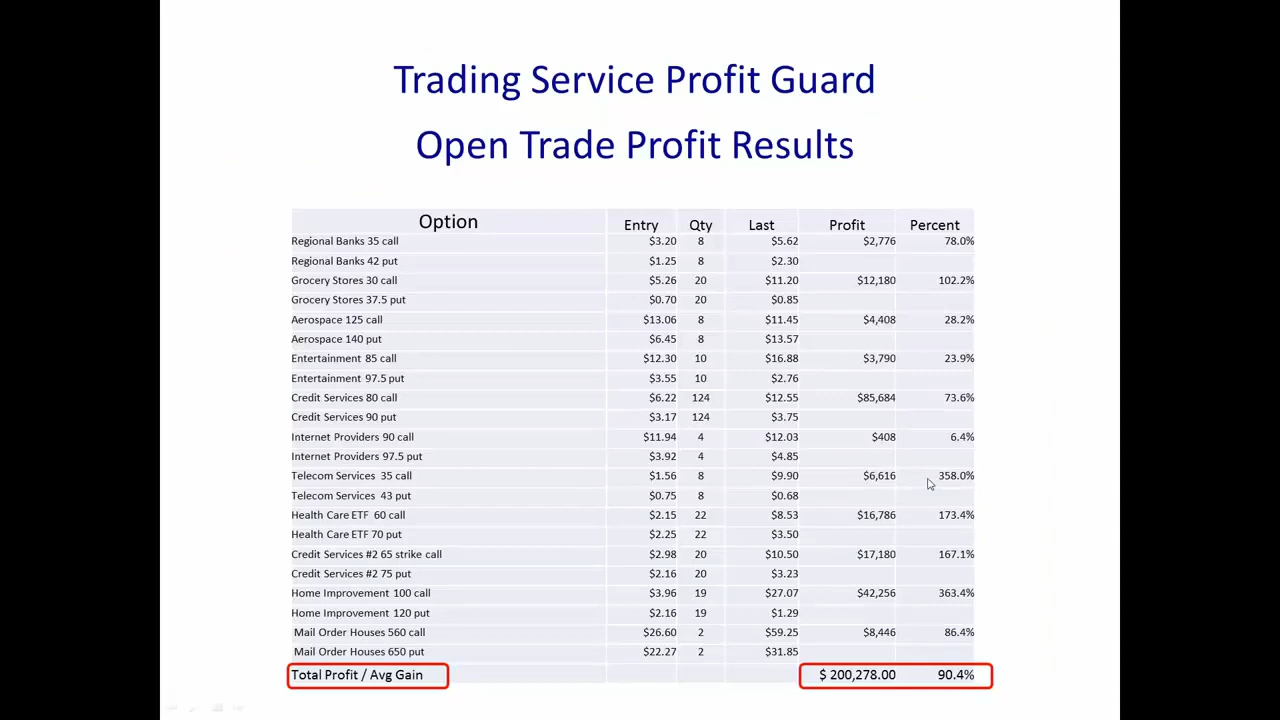 Trading Service Profit Guard
Open Trade Profit Results
Option Entry Qty Last Profit Percent
Regional Banks 35 call $3.20 8 $5.62 $2,776 78.0%
Regional Banks 42 put $1.25 8 $2.30
Grocery Stores 30 call $5.26 20 $11.20 $12,180 102.2%
Grocery Stores 37.5 put $0.70 20 $0.85
Aerospace 125 call $13.06 8 $11.45 $4,408 28.2%
Aerospace 140 put $6.45 8 $13.57
Entertainment 85 call $12.30 10 $16.88 $3,790 23.9%
Entertainment 97.5 put $3.55 10 $2.76
Credit Services 80 call $6.22 124 $12.55 $85,684 73.6%
Credit Services 90 put $3.17 124 $3.75
Internet Providers 90 call $11.94 4 $12.03 $408 6.4%
Internet Providers 97.5 put $3.92 4 $4.85
Telecom Services 35 call $1.56 8 $9.90 $6,616 358.0%
Telecom Services 43 put $0.75 8 $0.68
Health Care ETF 60 call $2.15 22 $8.53 $16,786 173.4%
Health Care ETF 70 put $2.25 22 $3.50
Credit Services #2 65 strike call $2.98 20 $10.50 $17,180 167.1%
Credit Services #2 75 put $2.16 20 $3.23
Home Improvement 100 call $3.96 19 $27.07 $42,256 363.4%
Home Improvement 120 put $2.16 19 $1.29
Mail Order Houses 560 call $26.60 2 $59.25 $8,446 86.4%
Mail Order Houses 650 put $22.27 2 $31.85
Total Profit / Avg Gain $ 200,278.00 90.4%